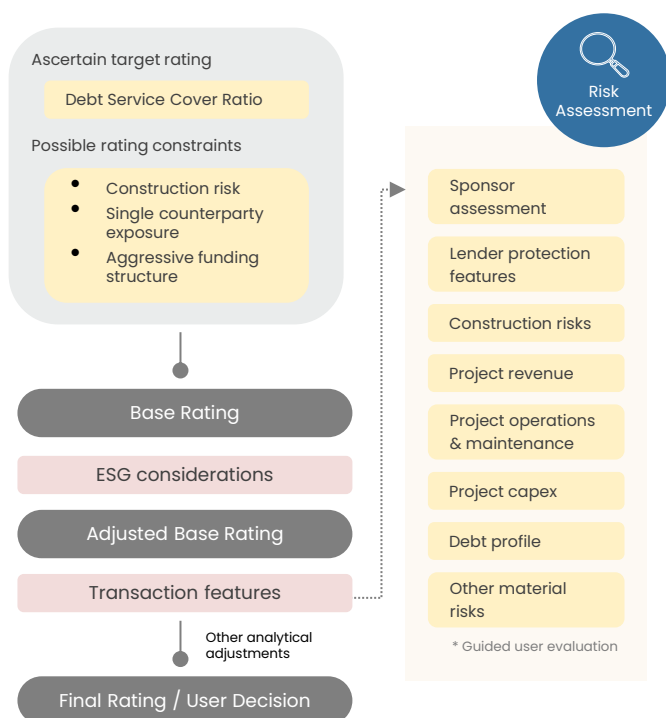 Ascertain target rating
Debt Service Cover Ratio
Possible rating constraints
Construction risk
Single counterparty
exposure
Aggressive funding
structure
Base Rating
ESG considerations
Adjusted Base Rating
Transaction features
Other analytical
adjustments
Final Rating / User Decision
Risk
Assessment
Sponsor
assessment
Lender protection
features
Construction risks
Project revenue
Project operations
& maintenance
Project capex
Debt profile
Other material
risks
* Guided user evaluation